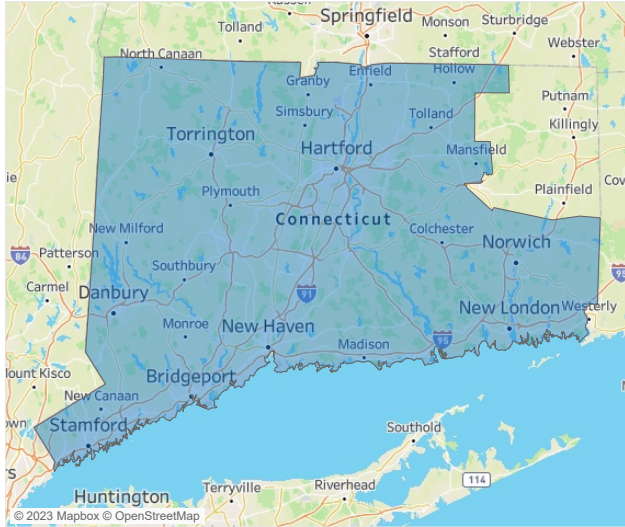 Russell
Springfield
Tolland
Monson
Sturbridge
Webster
North Canaan
Stafford
Hollow
Granby
Enfield
Putnam
Simsbury
Tolland
Killingly
Torrington
Hartford
Mansfield
Plymouth
Plainfield
Connecticut
New Milford
Colchester
Norwich
84
Patterson
Southbury
95
Carmel
Danbury
91
New London
Westerly
Monroe
New Haven
95
Madison
Bridgeport
New Canaan
Stamford
Southold
114
Terryville
Riverhead
Huntington
© 2023 Mapbox © OpenStreetMap